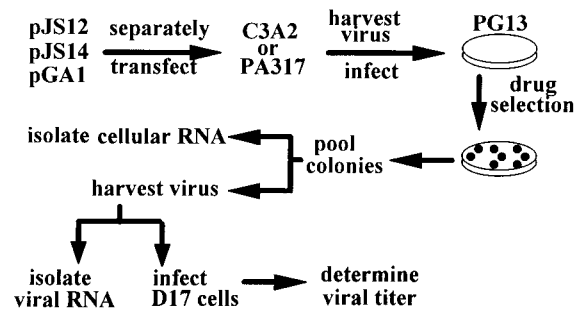 pJS12
pJS14
pGA1
separately
transfect
C3A2
or
PA317
harvest
virus
infect
PG13
drug
selection
pool
colonies
isolate cellular RNA
harvest virus
isolate
viral RNA
infect
D17 cells
determine
viral titer